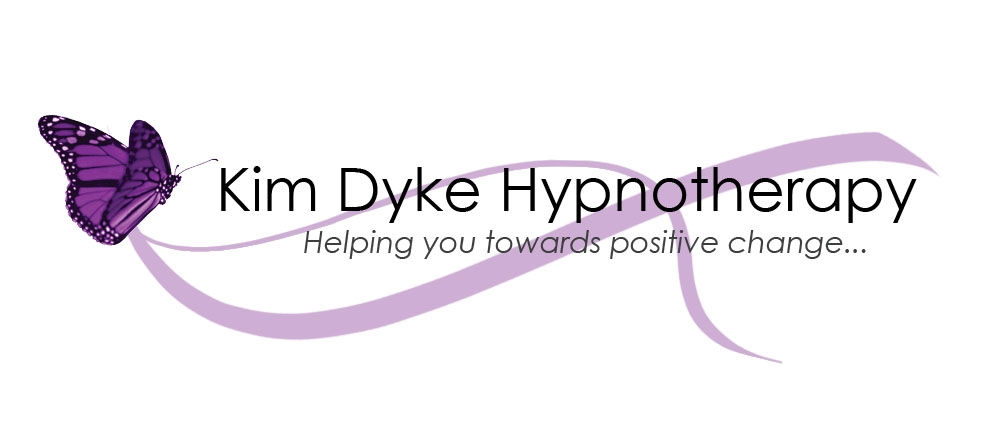 Kim Dyke Hypnotherapy
Helping you towards positive change...